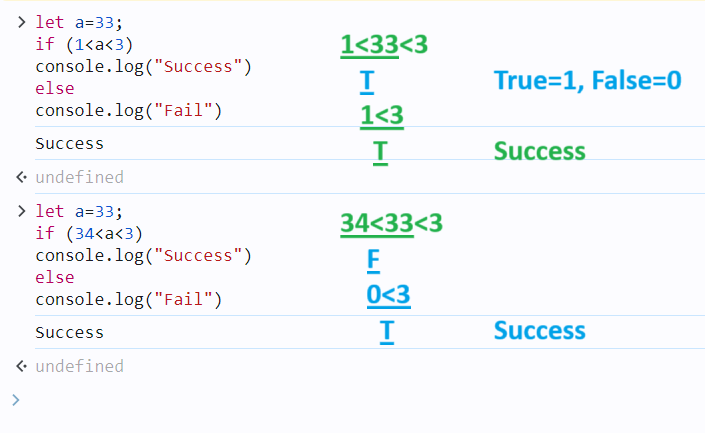 > let a=33;
if (1<a<3)
console.log("Success")
else
console.log("Fail")
Success
undefined
1<33<3
T
True=1, False=0
1<3
T
Success
> let a=33;
if (34<a<3)
console.log("Success")
else
console.log("Fail")
Success
undefined
34<33<3
F
0<3
T
Success
>